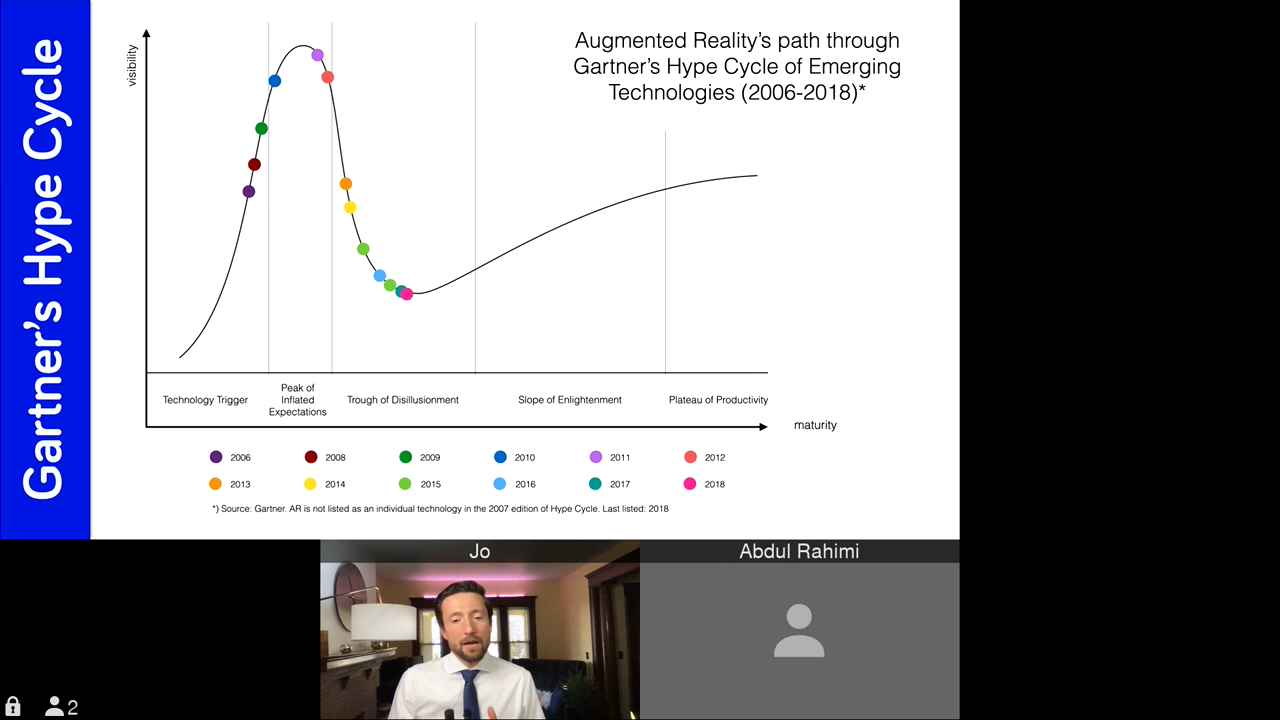 Gartner's Hype Cycle
Augmented Reality's path through
Gartner's Hype Cycle of Emerging
Technologies (2006-2018)*
visibility
Technology Trigger
Peak of
Inflated
Expectations
Trough of Disillusionment
Slope of Enlightenment
Plateau of Productivity
maturity
2006
2008
2009
2010
2011
2012
2013
2014
2015
2016
2017
2018
*) Source: Gartner. AR is not listed as an individual technology in the 2007 edition of Hype Cycle. Last listed: 2018
Jo
Abdul Rahimi
2